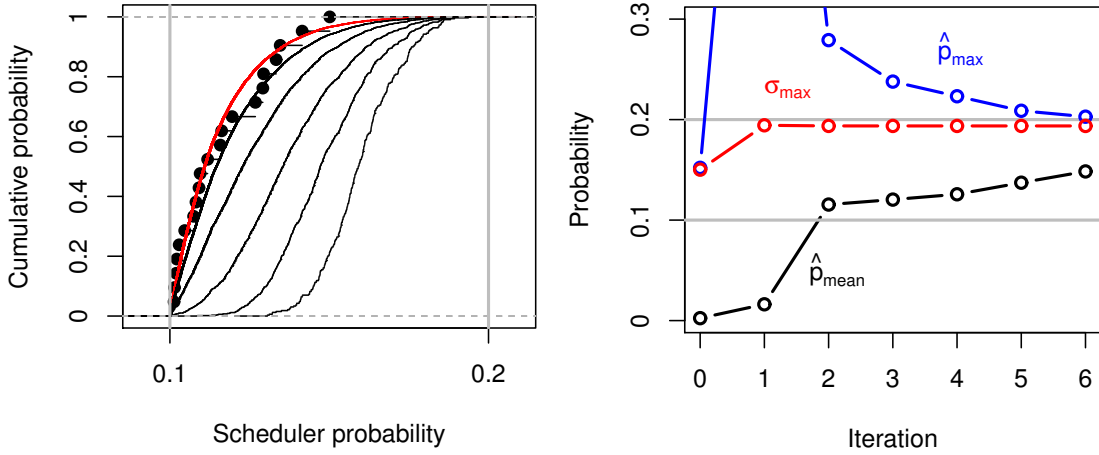 Cumulative probability
1
0.8
0.6
0.4
0.2
0
0.1
0.2
Scheduler probability
Probability
0.3
0.2
0.1
0
p̂max
σmax
p̂mean
0 1 2 3 4 5 6
Iteration